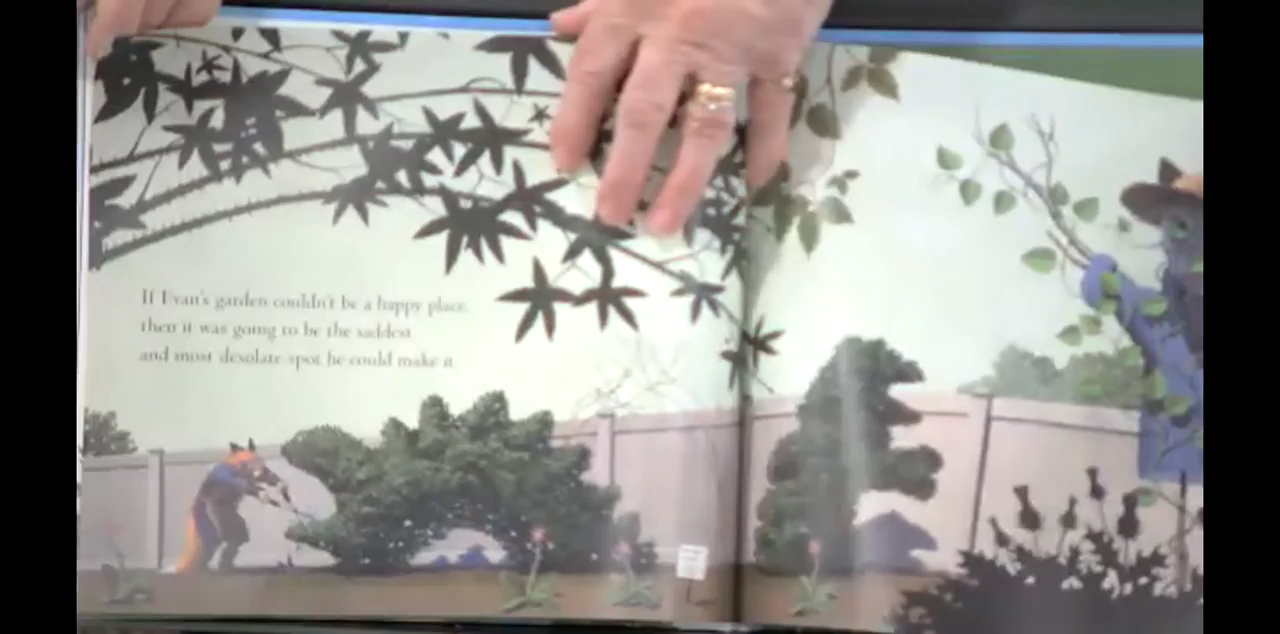 If Evan's garden couldn't be a happy place,
then it was going to be the saddest
and most desolate spot he could make it.